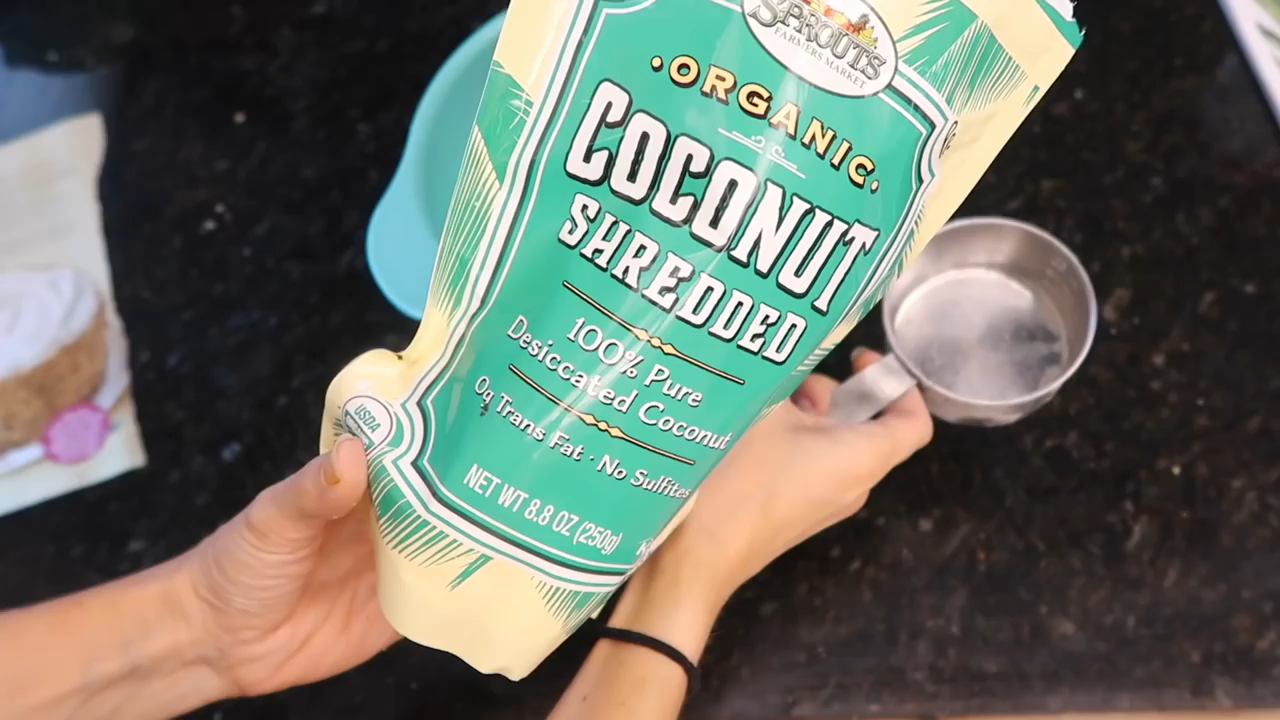 SPROUTS
FARMERS MARKET
·ORGANIC·
COCONUT
SHREDDED
100% Pure
Desiccated Coconut
0g Trans Fat · No Sulfites
NET WT 8.8 OZ (250g)
USDA